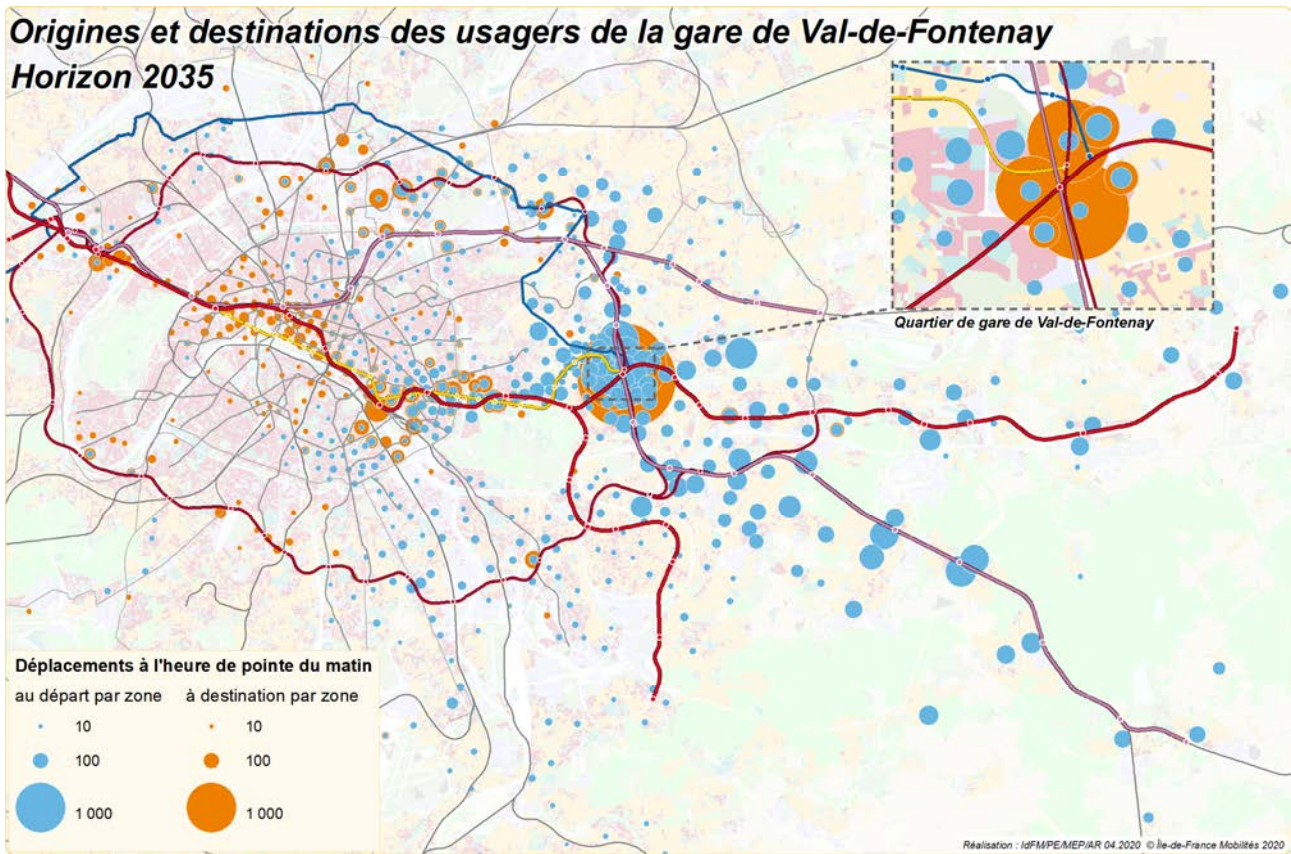 Origines et destinations des usagers de la gare de Val-de-Fontenay
Horizon 2035
Quartier de gare de Val-de-Fontenay
Déplacements à l'heure de pointe du matin
au départ par zone à destination par zone
10 10
100 100
1 000 1 000
Réalisation : IdFM/PE/MEP/AR 04.2020 © Île-de-France Mobilités 2020